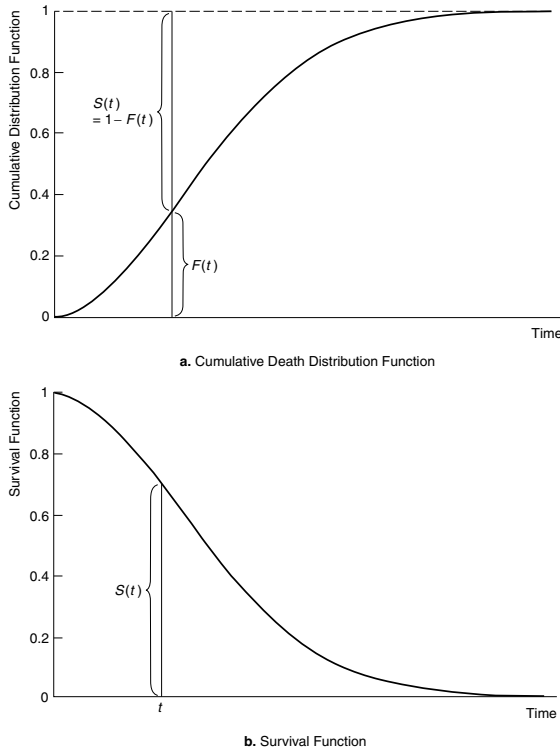 Cumulative Distribution Function
1
0.8
0.6
0.4
0.2
0
S(t)
= 1– F(t)
F(t)
Time
a. Cumulative Death Distribution Function
Survival Function
1
0.8
0.6
0.4
0.2
0
S(t)
t
Time
b. Survival Function